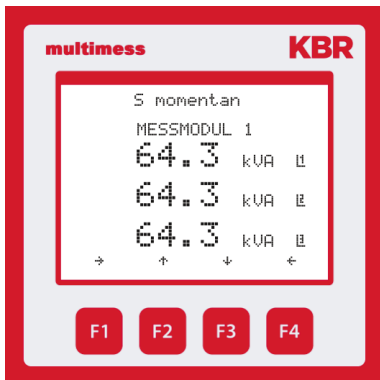 multimess KBR
S momentan
MESSMODUL 1
64.3 kVA L1
64.3 kVA L2
64.3 kVA L3
→ ↑ ↓ ←
F1 F2 F3 F4